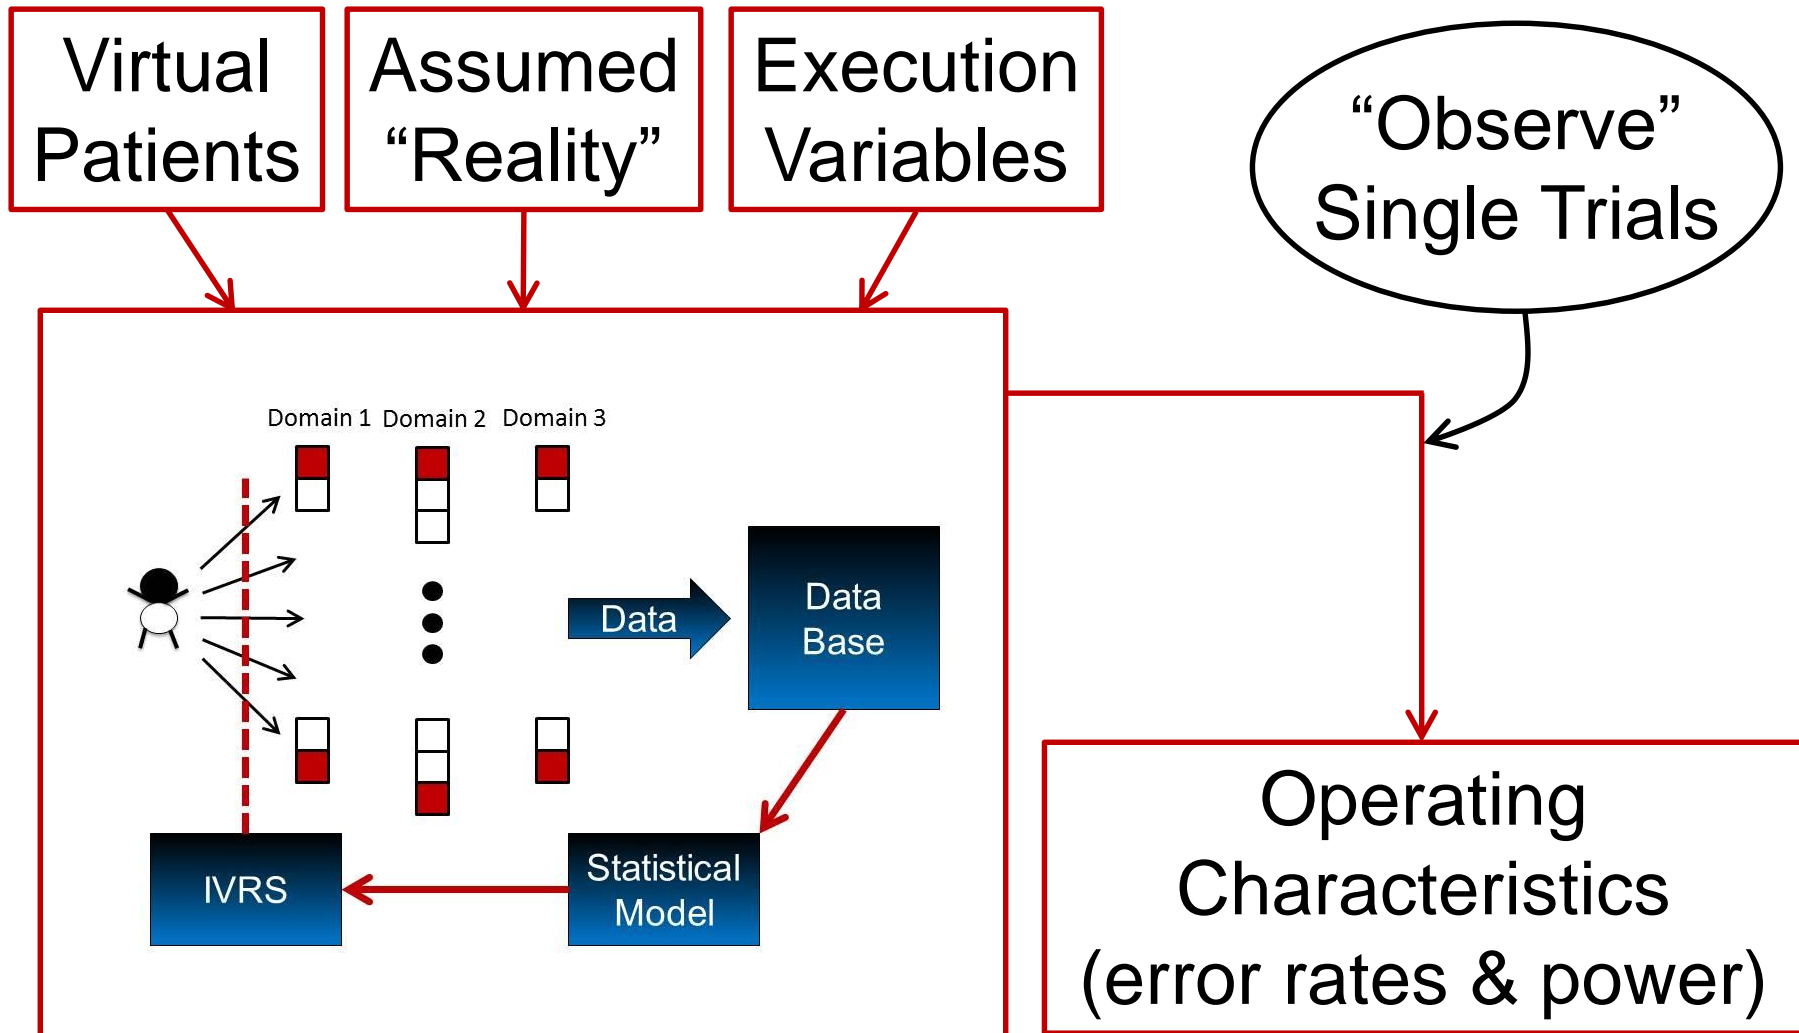 Virtual
Patients
Assumed
“Reality”
Execution
Variables
“Observe”
Single Trials
Domain 1
Domain 2
Domain 3
Data
Data
Base
IVRS
Statistical
Model
Operating
Characteristics
(error rates & power)